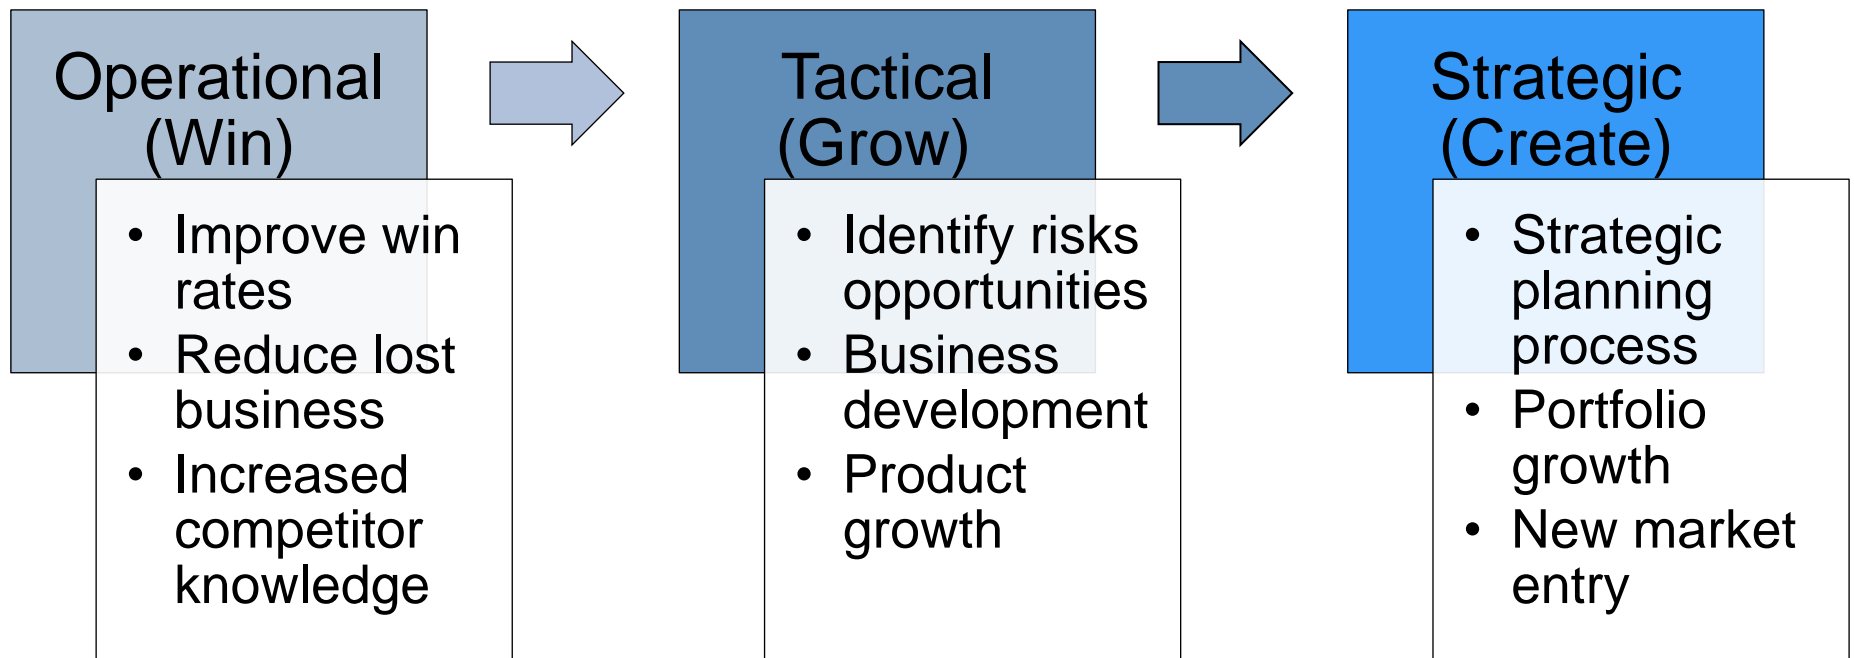 Operational
(Win)
• Improve win
rates
• Reduce lost
business
• Increased
competitor
knowledge
Tactical
(Grow)
• Identify risks
opportunities
• Business
development
• Product
growth
Strategic
(Create)
• Strategic
planning
process
• Portfolio
growth
• New market
entry